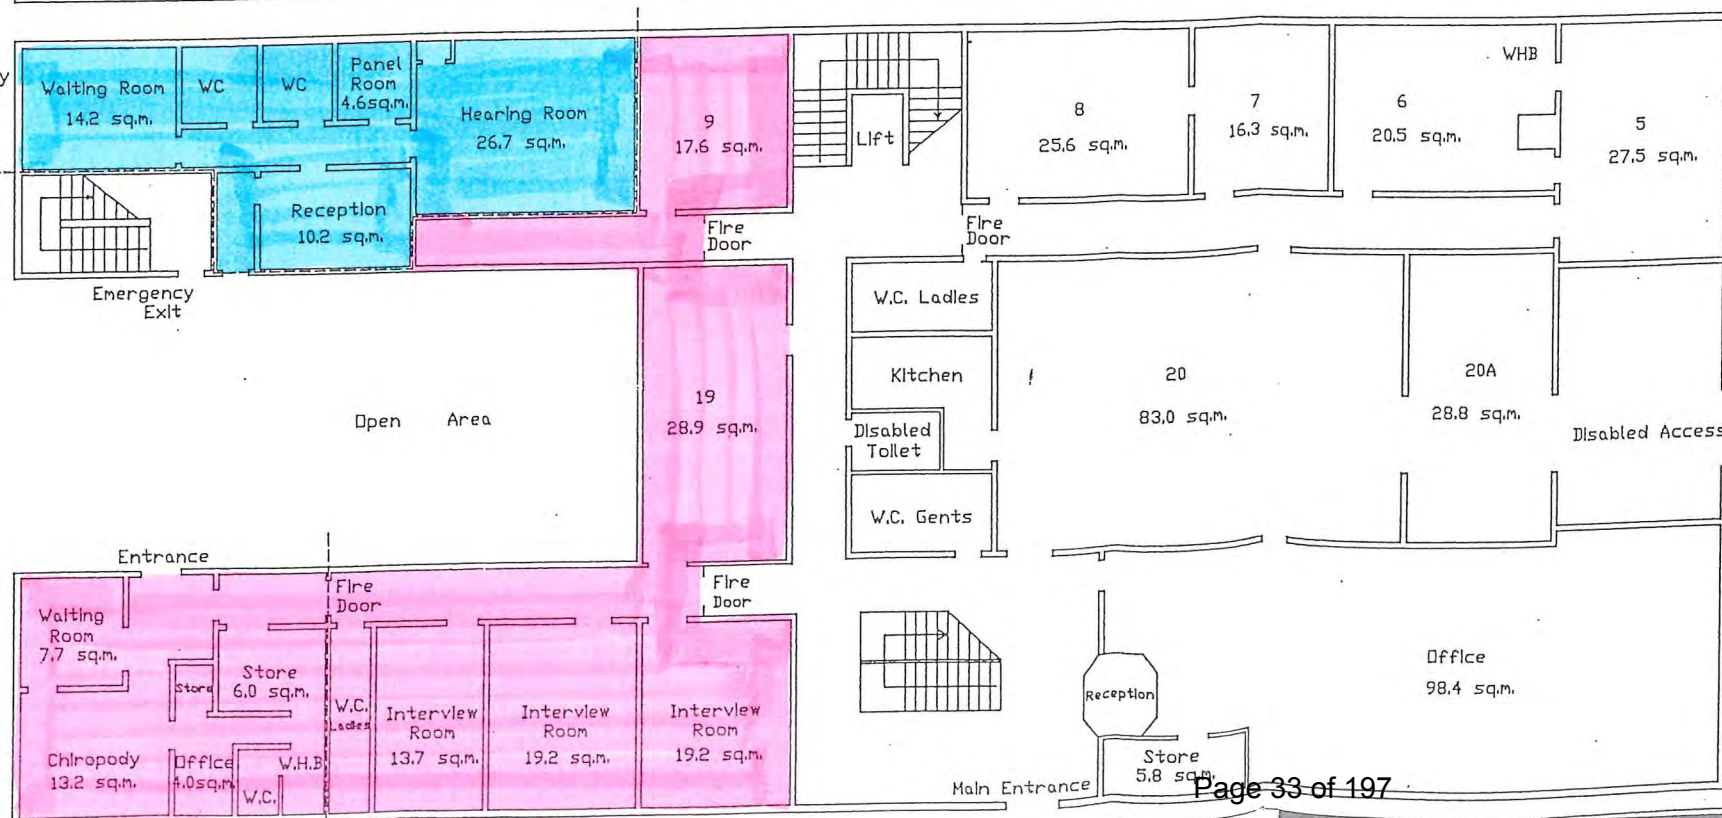 y
Waiting Room
14.2 sq.m.
WC
WC
Panel
Room
4.6sq.m.
Hearing Room
26.7 sq.m.
9
17.6 sq.m.
Lift
8
25.6 sq.m.
7
16.3 sq.m.
6
20.5 sq.m.
WHB
5
27.5 sq.m.
Reception
10.2 sq.m.
Fire
Door
Fire
Door
Emergency
Exit
W.C. Ladies
Kitchen
Disabled
Toilet
W.C. Gents
Open Area
19
28.9 sq.m.
20
83.0 sq.m.
20A
28.8 sq.m.
Disabled Access
Entrance
Fire
Door
Fire
Door
Waiting
Room
7.7 sq.m.
Store
Store
6.0 sq.m.
W.C.
Ladies
Interview
Room
13.7 sq.m.
Interview
Room
19.2 sq.m.
Interview
Room
19.2 sq.m.
Chiropody
13.2 sq.m.
Office
4.0sq.m
W.H.B
W.C.
Reception
Office
98.4 sq.m.
Store
5.8 sq.m.
Main Entrance
Page 33 of 197